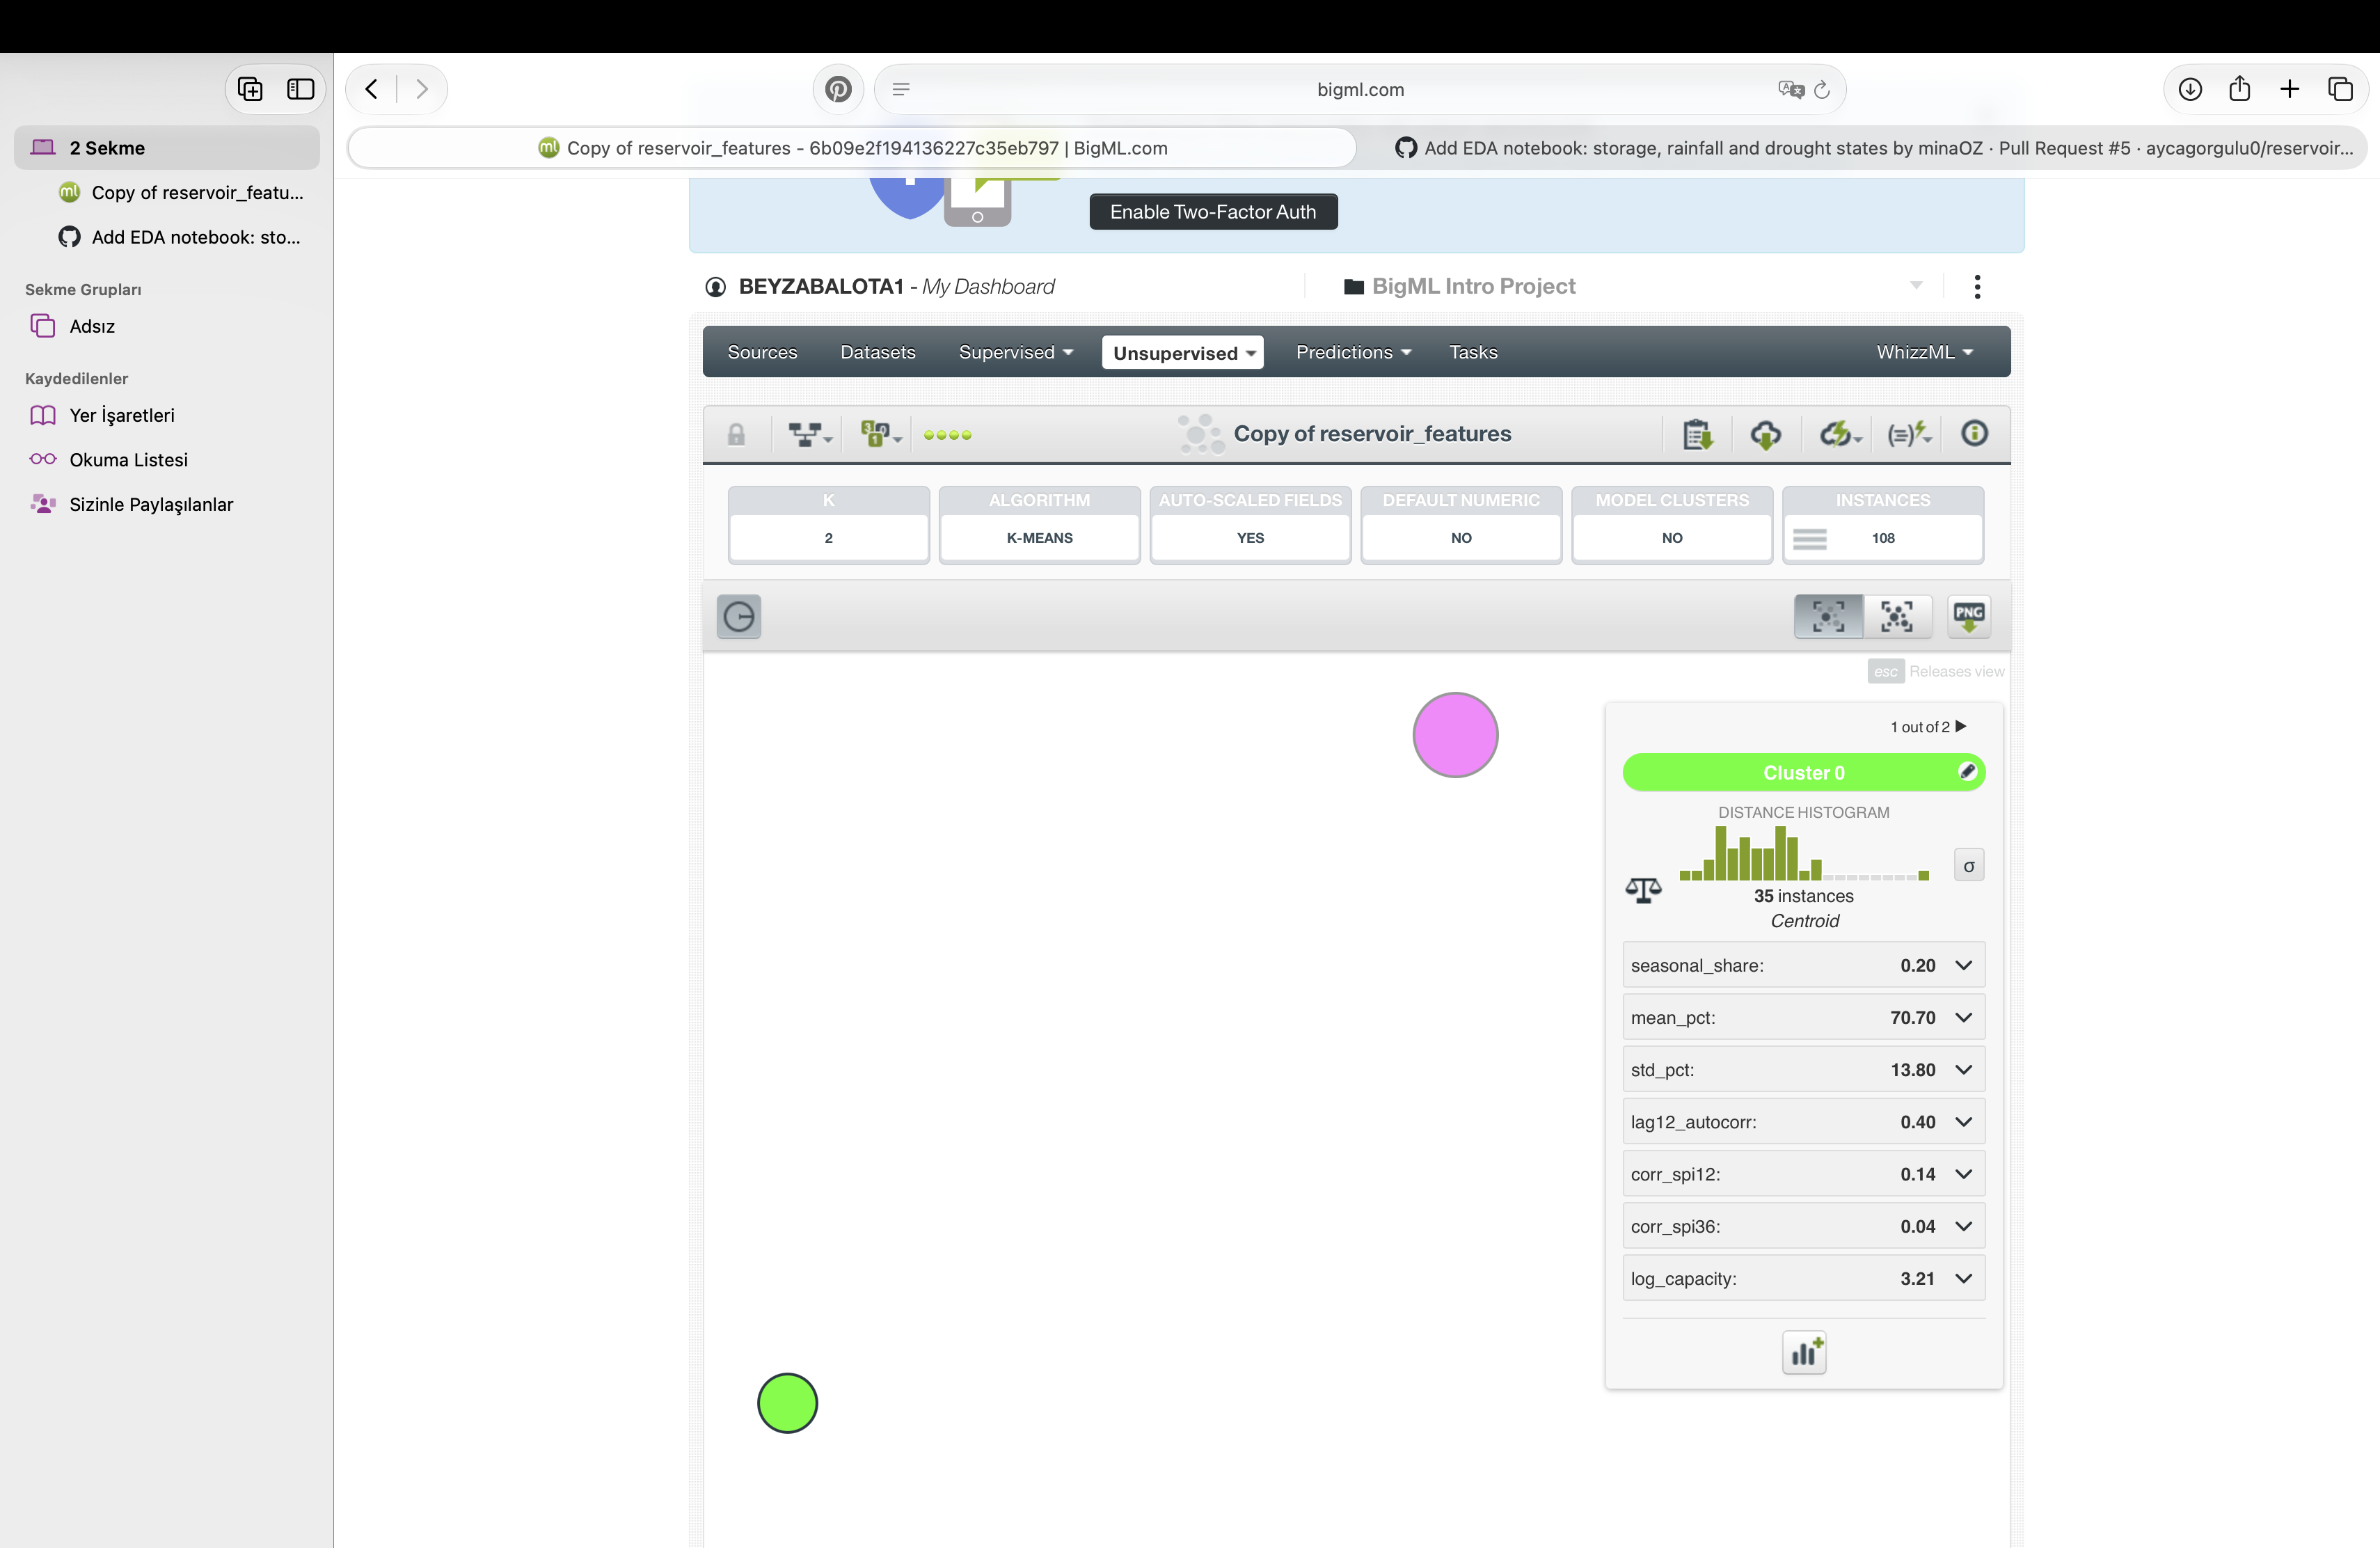 bigml.com
2 Sekme
Copy of reservoir_featu...
Add EDA notebook: sto...
Sekme Grupları
Adsız
Kaydedilenler
Yer İşaretleri
Okuma Listesi
Sizinle Paylaşılanlar
ml Copy of reservoir_features - 6b09e2f194136227c35eb797 | BigML.com
Add EDA notebook: storage, rainfall and drought states by minaOZ · Pull Request #5 · aycagorgulu0/reservoir...
Enable Two-Factor Auth
BEYZABALOTA1 - My Dashboard
BigML Intro Project
Sources Datasets Supervised Unsupervised Predictions Tasks WhizzML
Copy of reservoir_features
K ALGORITHM AUTO-SCALED FIELDS DEFAULT NUMERIC MODEL CLUSTERS INSTANCES
2 K-MEANS YES NO NO 108
PNG
esc Releases view
1 out of 2
Cluster 0
DISTANCE HISTOGRAM
σ
35 instances
Centroid
seasonal_share: 0.20
mean_pct: 70.70
std_pct: 13.80
lag12_autocorr: 0.40
corr_spi12: 0.14
corr_spi36: 0.04
log_capacity: 3.21